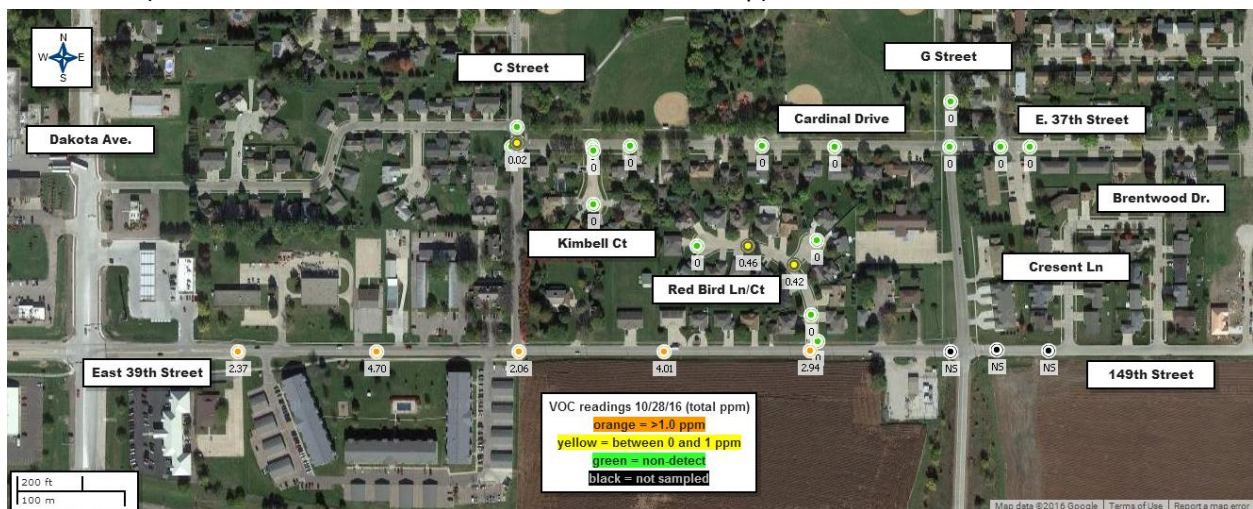 N
W E
S
C Street
G Street
Dakota Ave.
Cardinal Drive
E. 37th Street
0
0.02
0
0
0
0
0
0
0
0
Brentwood Dr.
Kimbell Ct
0
0.46
0.42
0
Cresent Ln
Red Bird Ln/Ct
0
0
East 39th Street
2.37
4.70
2.06
4.01
2.94
NS
NS
NS
149th Street
VOC readings 10/28/16 (total ppm)
orange = >1.0 ppm
yellow = between 0 and 1 ppm
green = non-detect
black = not sampled
200 ft
100 m
Map data ©2016 Google Terms of Use Report a map error